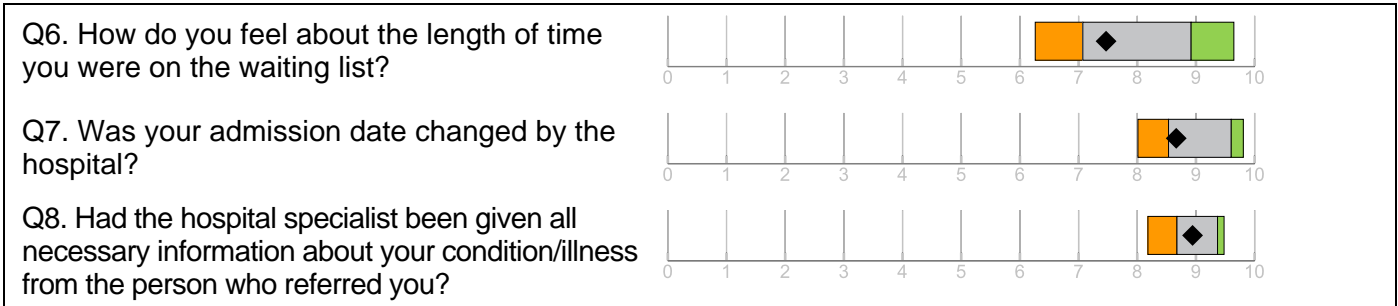 Q6. How do you feel about the length of time
you were on the waiting list?
0 1 2 3 4 5 6 7 8 9 10
Q7. Was your admission date changed by the
hospital?
0 1 2 3 4 5 6 7 8 9 10
Q8. Had the hospital specialist been given all
necessary information about your condition/illness
from the person who referred you?
0 1 2 3 4 5 6 7 8 9 10